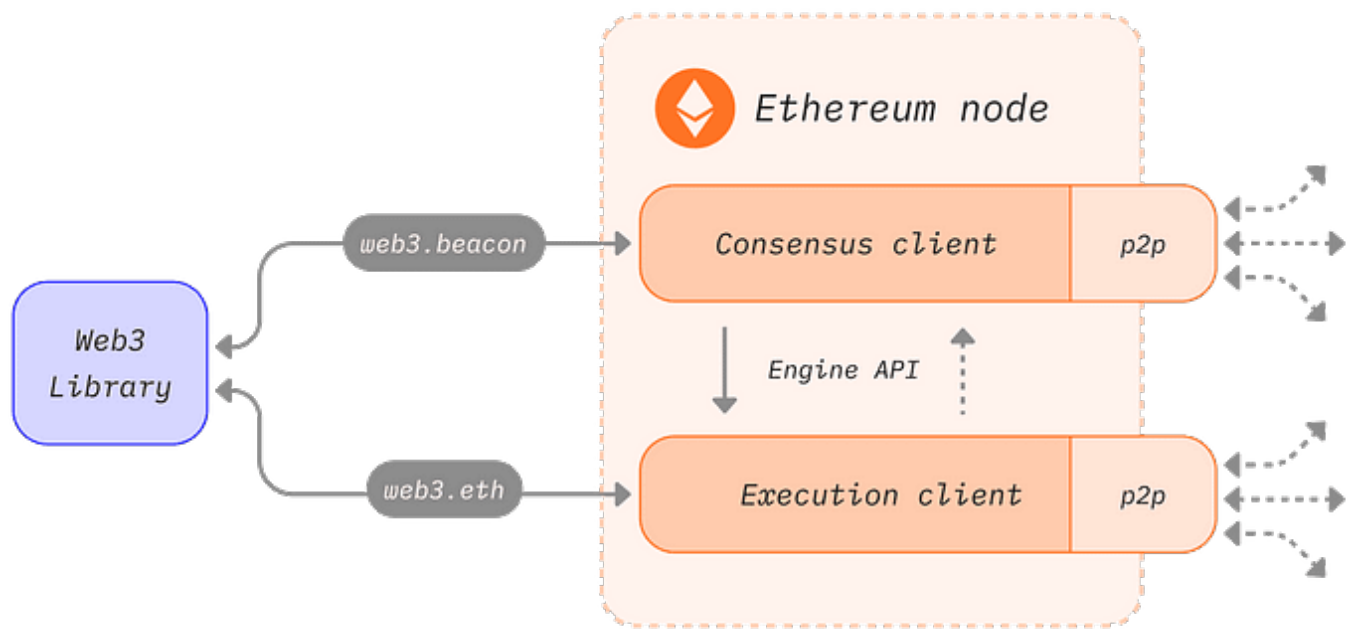 Ethereum node
web3.beacon
Consensus client
p2p
Web3
Library
Engine API
web3.eth
Execution client
p2p